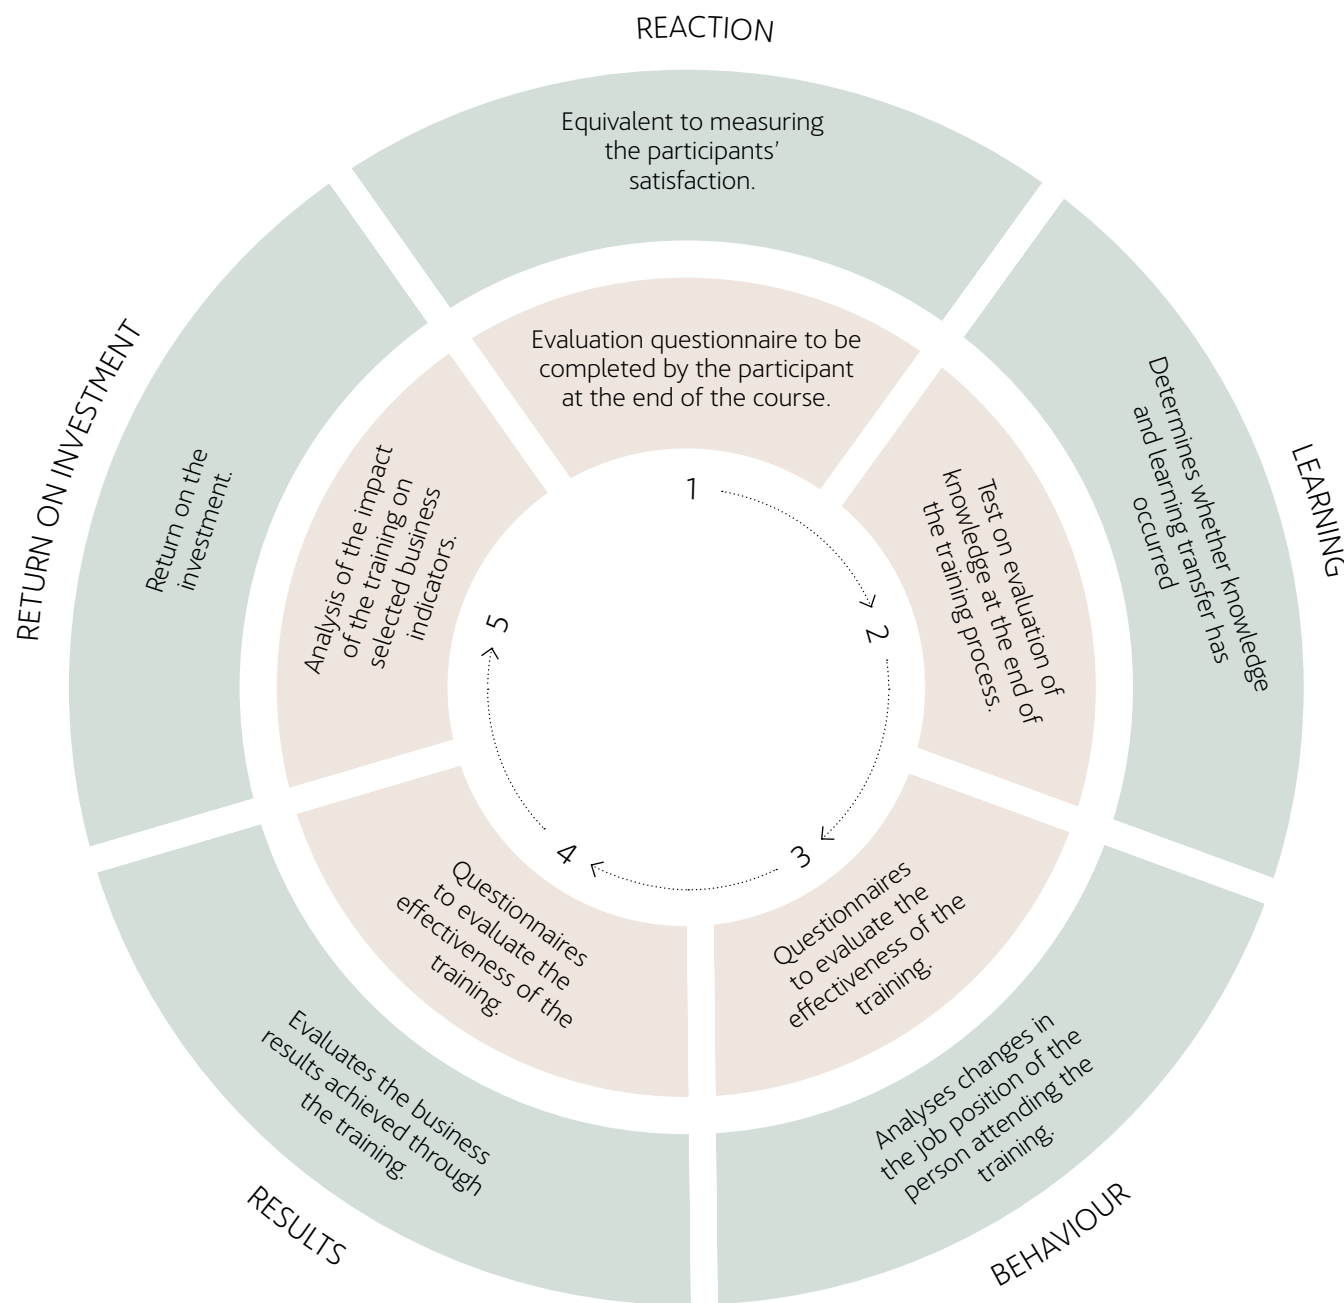 REACTION
Equivalent to measuring
the participants’
satisfaction.
Evaluation questionnaire to be
completed by the participant
at the end of the course.
1
LEARNING
Determines whether knowledge
and learning transfer has
occurred
Test on evaluation of
knowledge at the end of
the training process.
2
BEHAVIOUR
Analyses changes in
the job position of the
person attending the
training.
Questionnaires
to evaluate the
effectiveness of the
training.
3
RESULTS
Evaluates the business
results achieved through
the training.
Questionnaires
to evaluate the
effectiveness of the
training.
4
RETURN ON INVESTMENT
Return on the
investment.
Analysis of the impact
of the training on
selected business
indicators.
5